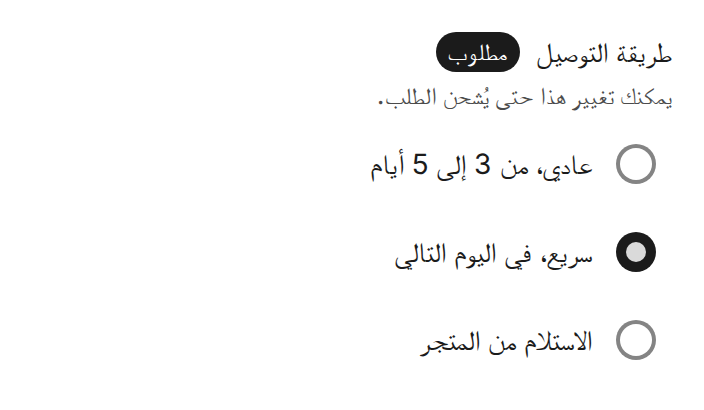 طريقة التوصيل مطلوب
يمكنك تغيير هذا حتى يُشحن الطلب.
عادي، من 3 إلى 5 أيام
سريع، في اليوم التالي
الاستلام من المتجر